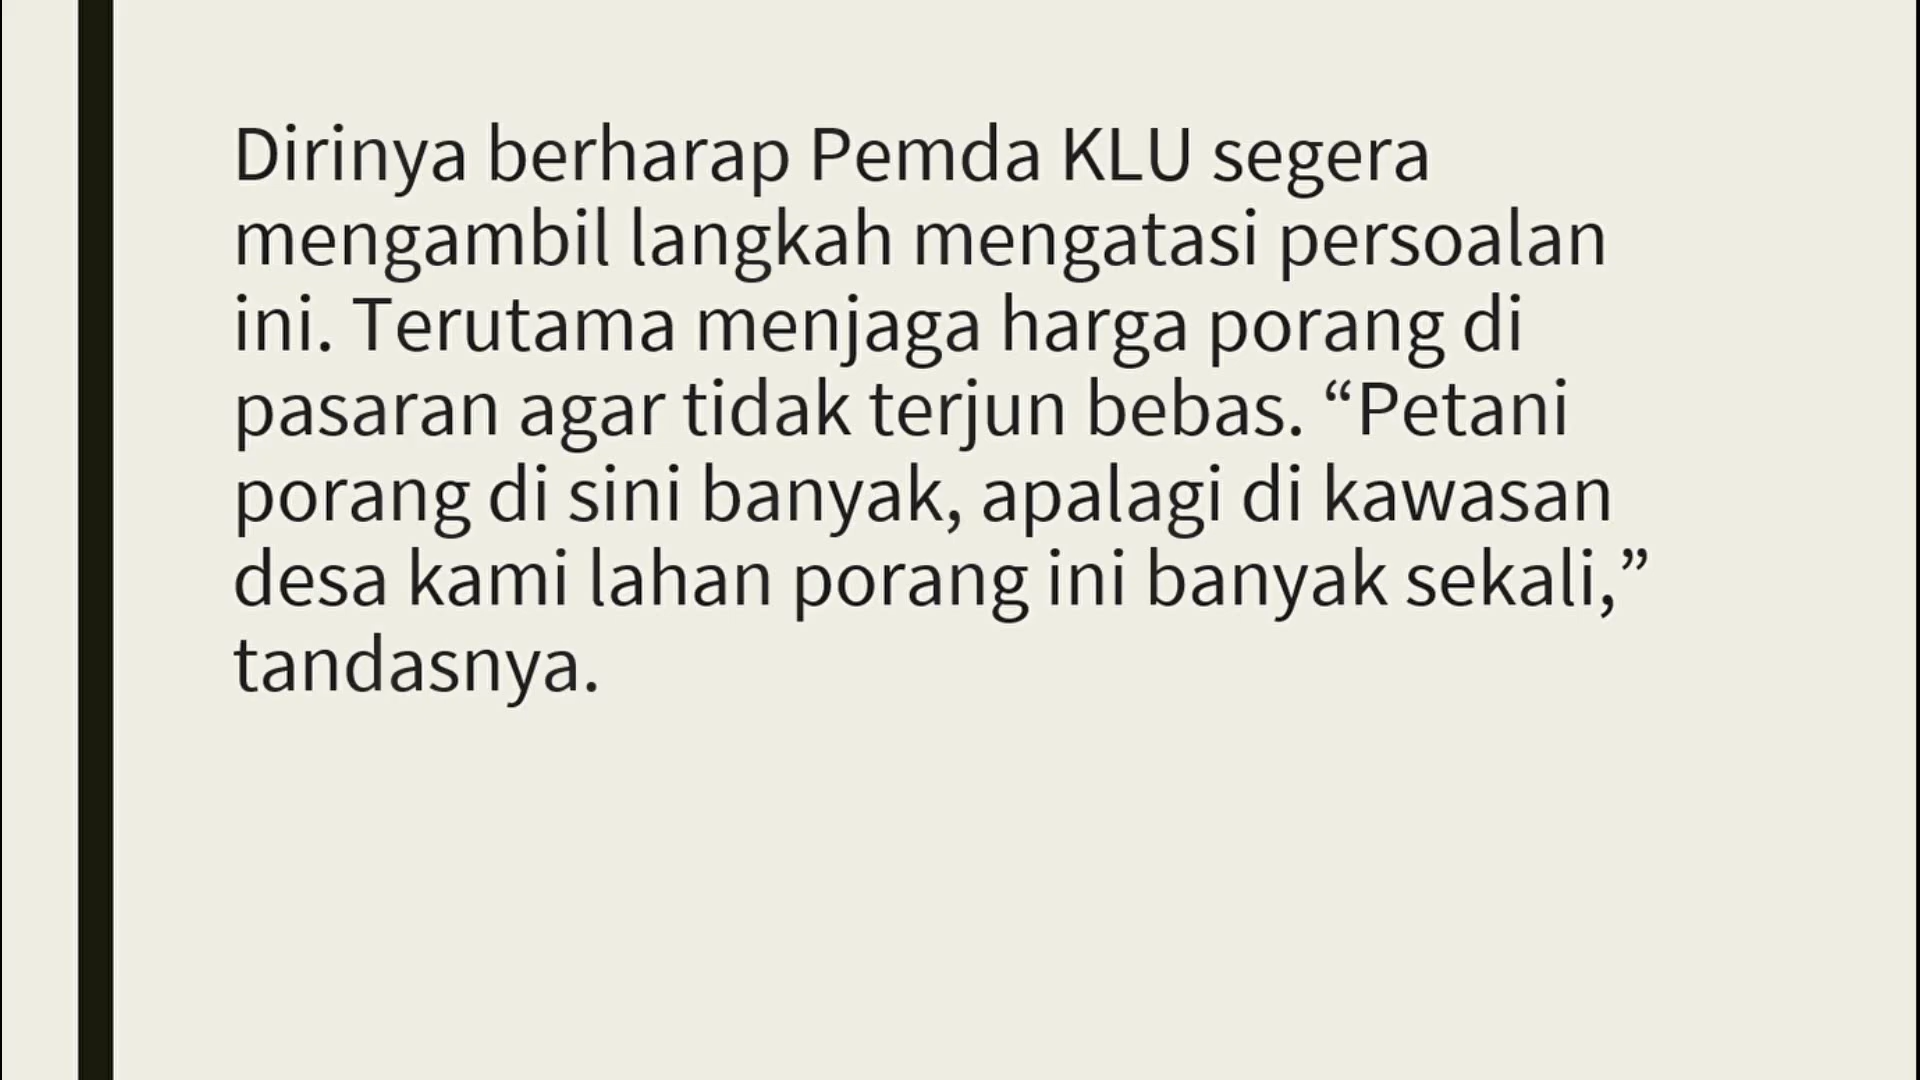 Dirinya berharap Pemda KLU segera
mengambil langkah mengatasi persoalan
ini. Terutama menjaga harga porang di
pasaran agar tidak terjun bebas. “Petani
porang di sini banyak, apalagi di kawasan
desa kami lahan porang ini banyak sekali,”
tandasnya.